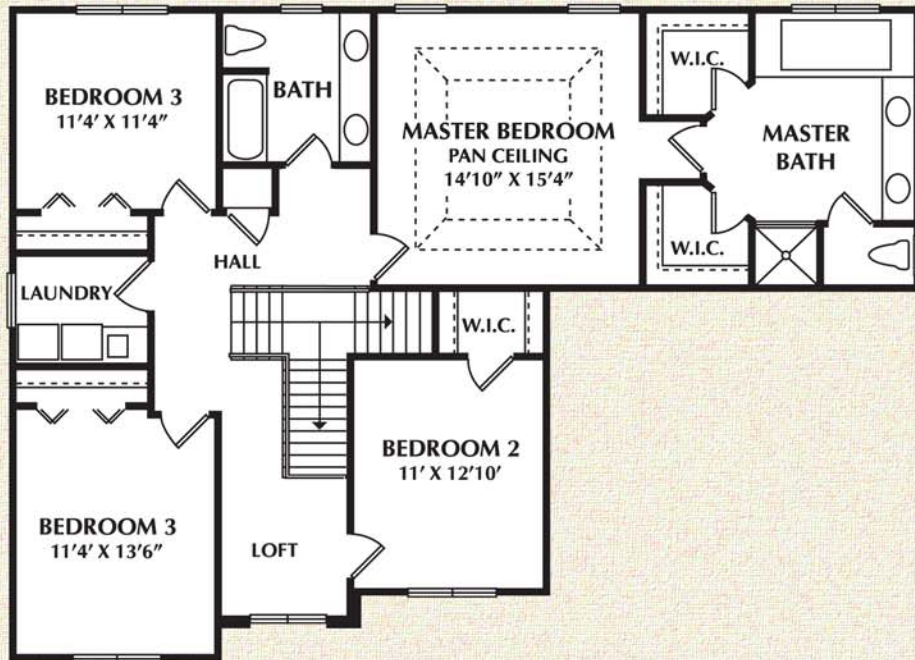 BEDROOM 3
11'4' X 11'4"
BATH
MASTER BEDROOM
PAN CEILING
14'10" X 15'4"
W.I.C.
MASTER
BATH
W.I.C.
HALL
LAUNDRY
W.I.C.
BEDROOM 2
11' X 12'10'
BEDROOM 3
11'4' X 13'6"
LOFT